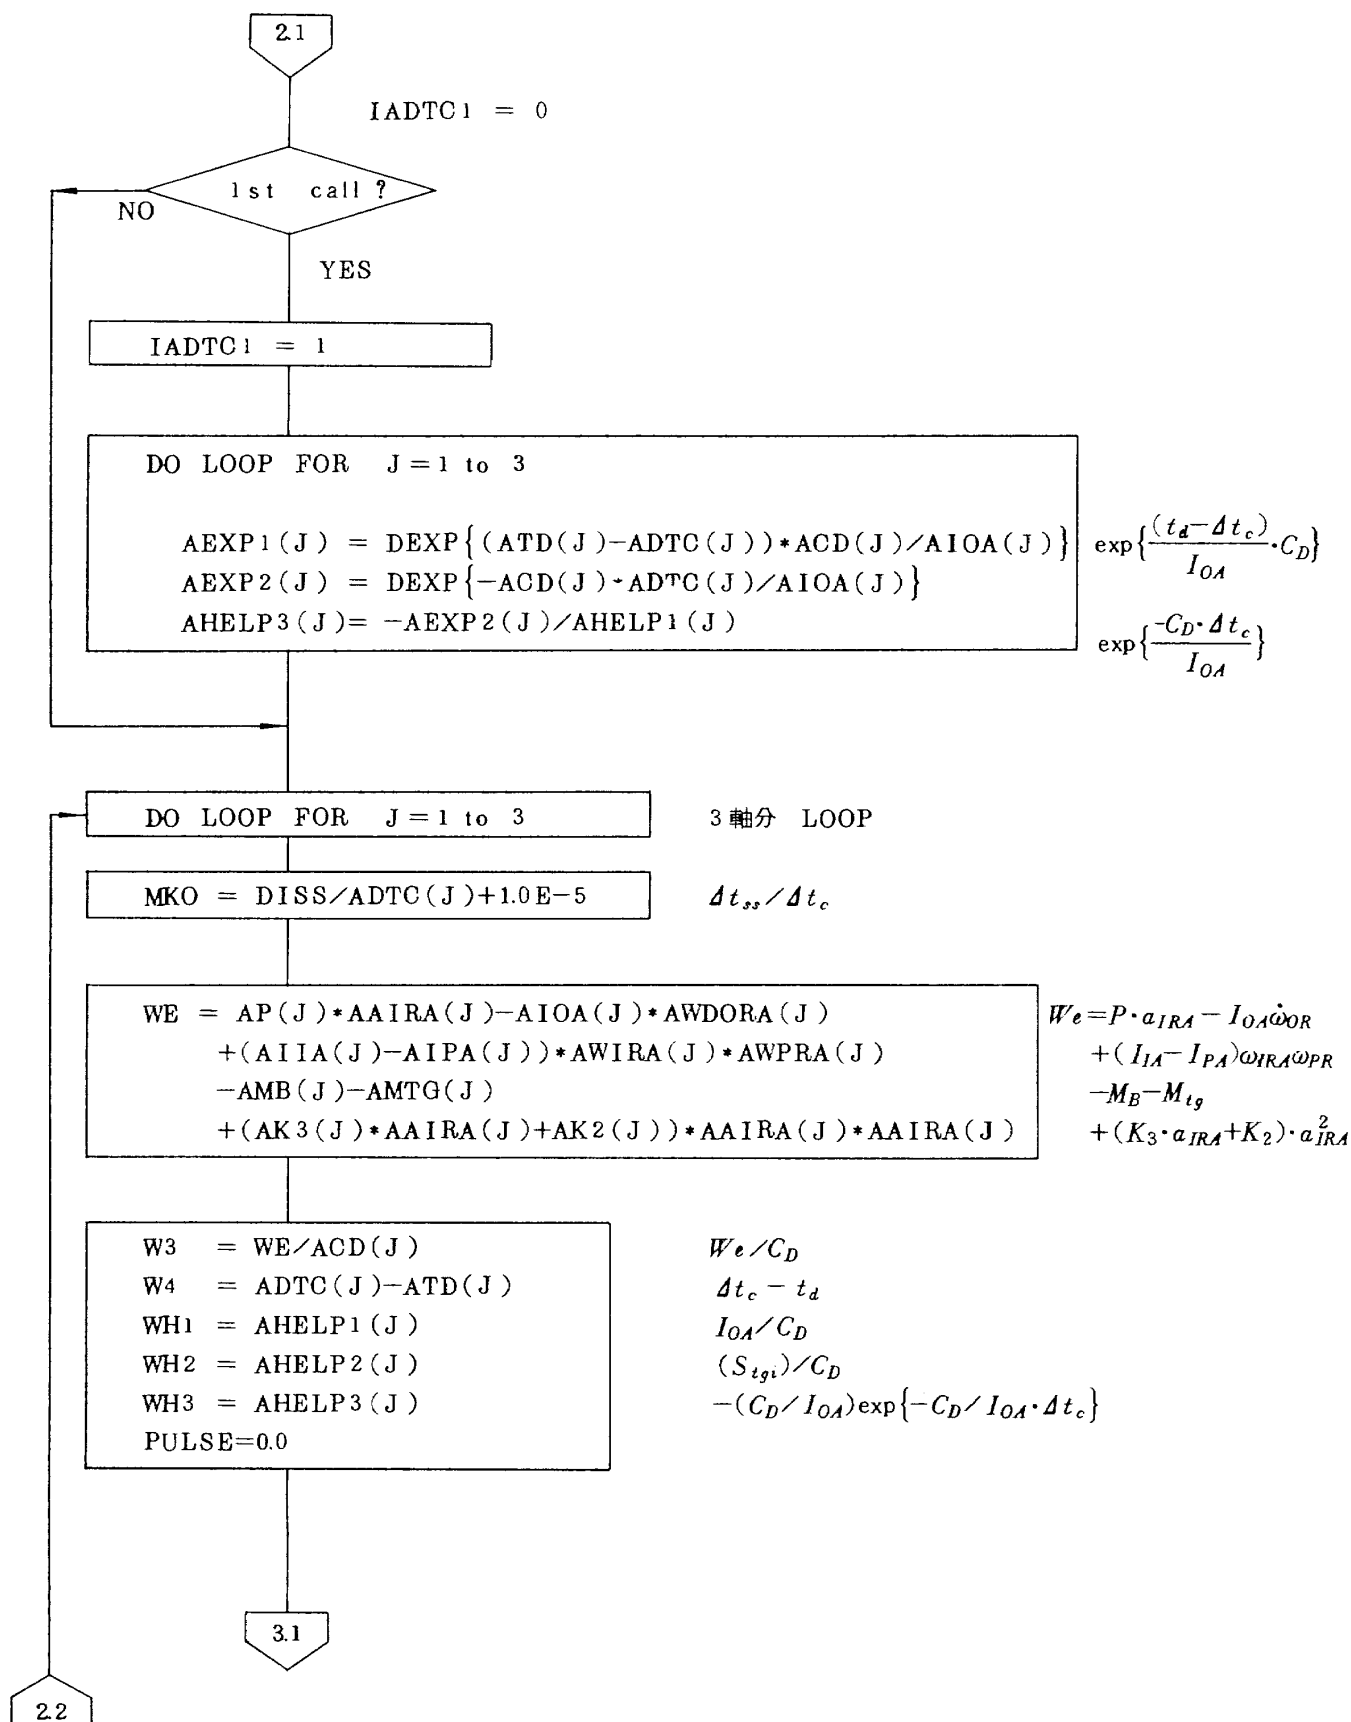 2.1
IADTC1 = 0
1st call ?
NO
YES
IADTC1 = 1
DO LOOP FOR J=1 to 3
AEXP1(J) = DEXP{(ATD(J)-ADTC(J))*ACD(J)/AIOA(J)} exp{(t_d-Δt_c)/I_OA·C_D}
AEXP2(J) = DEXP{-ACD(J)*ADTC(J)/AIOA(J)}
AHELP3(J)= -AEXP2(J)/AHELP1(J) exp{-C_D·Δt_c/I_OA}
DO LOOP FOR J=1 to 3 3軸分 LOOP
MKO = DISS/ADTC(J)+1.0E-5 Δt_ss/Δt_c
WE = AP(J)*AAIRA(J)-AIOA(J)*AWDORA(J) We=P·a_IRA-I_OAω̇_OR
+(AIIA(J)-AIPA(J))*AWIRA(J)*AWPRA(J) +(I_IA-I_PA)ω_IRAω_PR
-AMB(J)-AMTG(J) -M_B-M_tg
+(AK3(J)*AAIRA(J)+AK2(J))*AAIRA(J)*AAIRA(J) +(K_3·a_IRA+K_2)·a²_IRA
W3 = WE/ACD(J) We/C_D
W4 = ADTC(J)-ATD(J) Δt_c-t_d
WH1 = AHELP1(J) I_OA/C_D
WH2 = AHELP2(J) (S_tgi)/C_D
WH3 = AHELP3(J) -(C_D/I_OA)exp{-C_D/I_OA·Δt_c}
PULSE=0.0
3.1
2.2